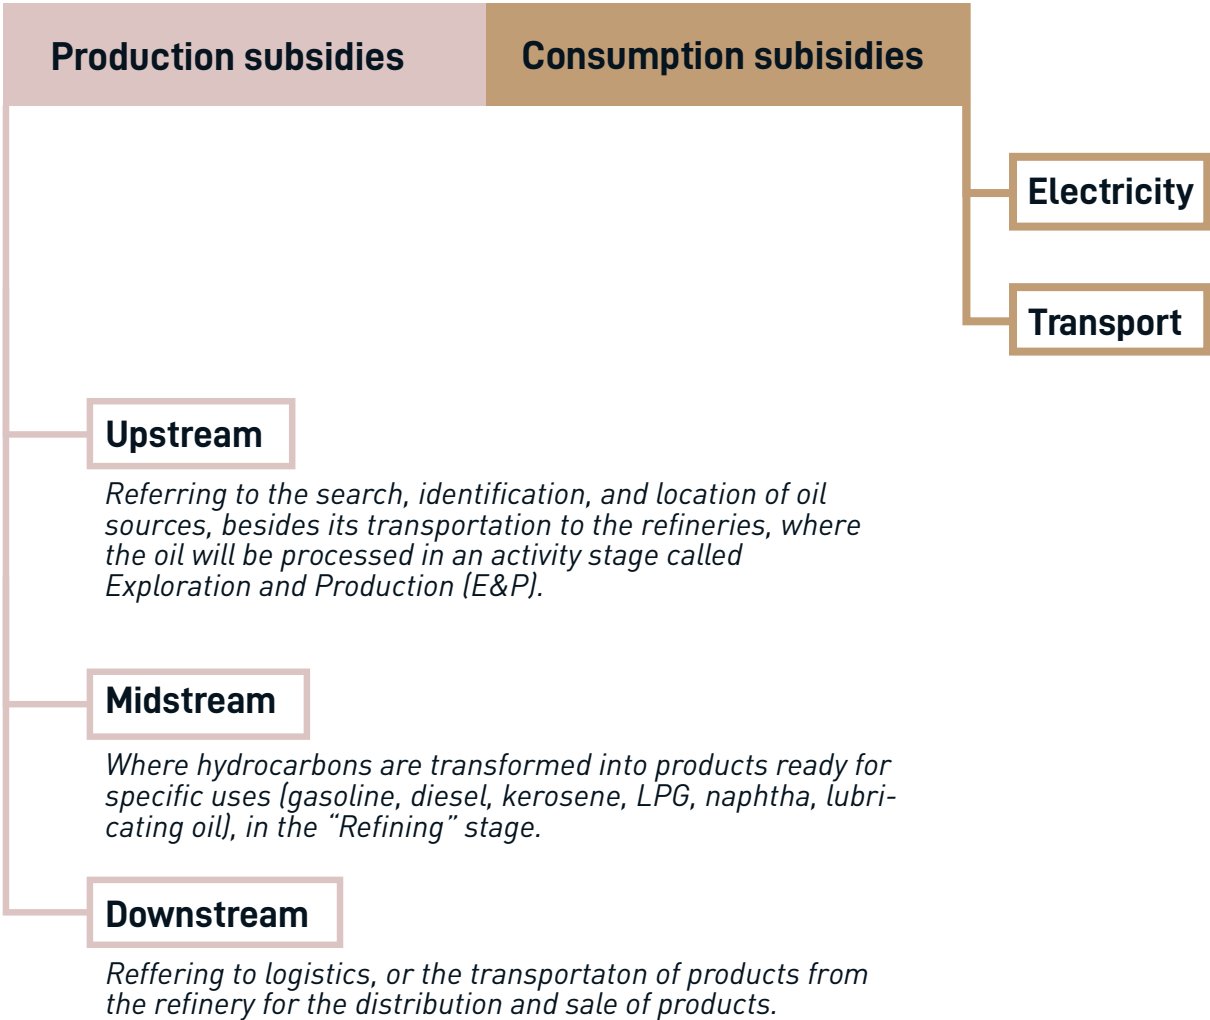 Production subsidies
Consumption subisidies
Electricity
Transport
Upstream
Referring to the search, identification, and location of oil
sources, besides its transportation to the refineries, where
the oil will be processed in an activity stage called
Exploration and Production (E&P).
Midstream
Where hydrocarbons are transformed into products ready for
specific uses (gasoline, diesel, kerosene, LPG, naphtha, lubri-
cating oil), in the “Refining” stage.
Downstream
Reffering to logistics, or the transportaton of products from
the refinery for the distribution and sale of products.